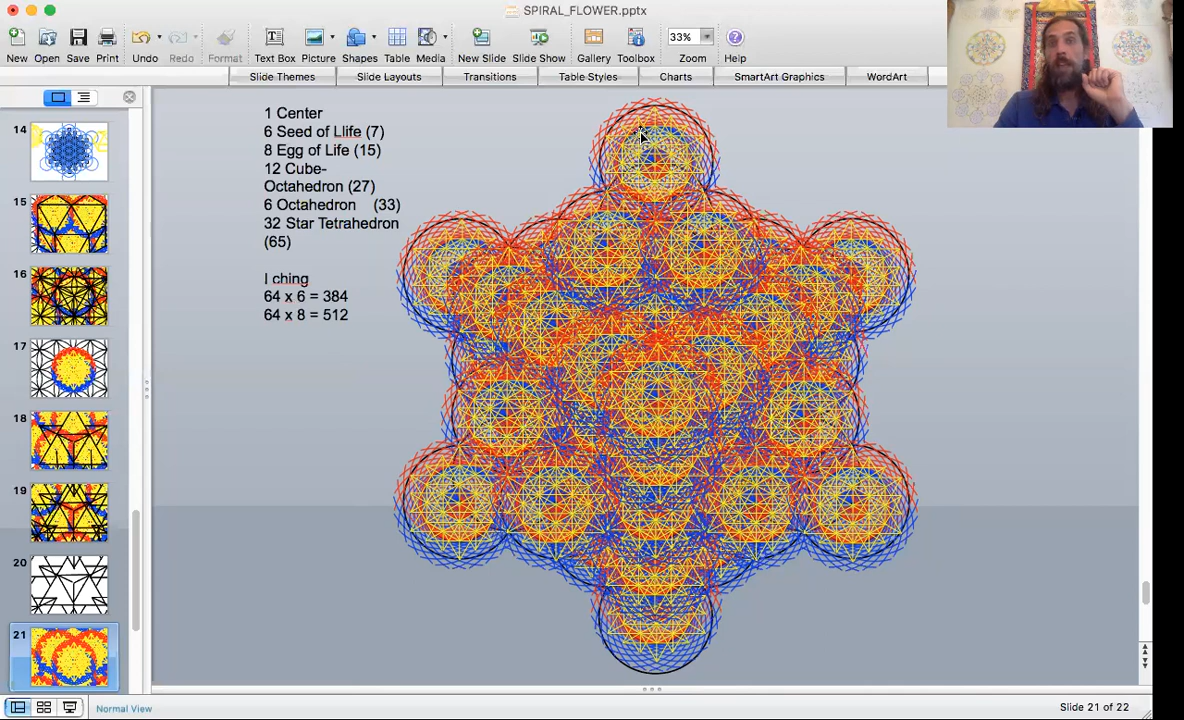 SPIRAL_FLOWER.pptx
New Open Save Print Undo Redo Format Text Box Picture Shapes Table Media New Slide Slide Show Gallery Toolbox Zoom Help
33%
Slide Themes Slide Layouts Transitions Table Styles Charts SmartArt Graphics WordArt
14
15
16
17
18
19
20
21
1 Center
6 Seed of Llife (7)
8 Egg of Life (15)
12 Cube-
Octahedron (27)
6 Octahedron (33)
32 Star Tetrahedron
(65)
I ching
64 x 6 = 384
64 x 8 = 512
Normal View
Slide 21 of 22